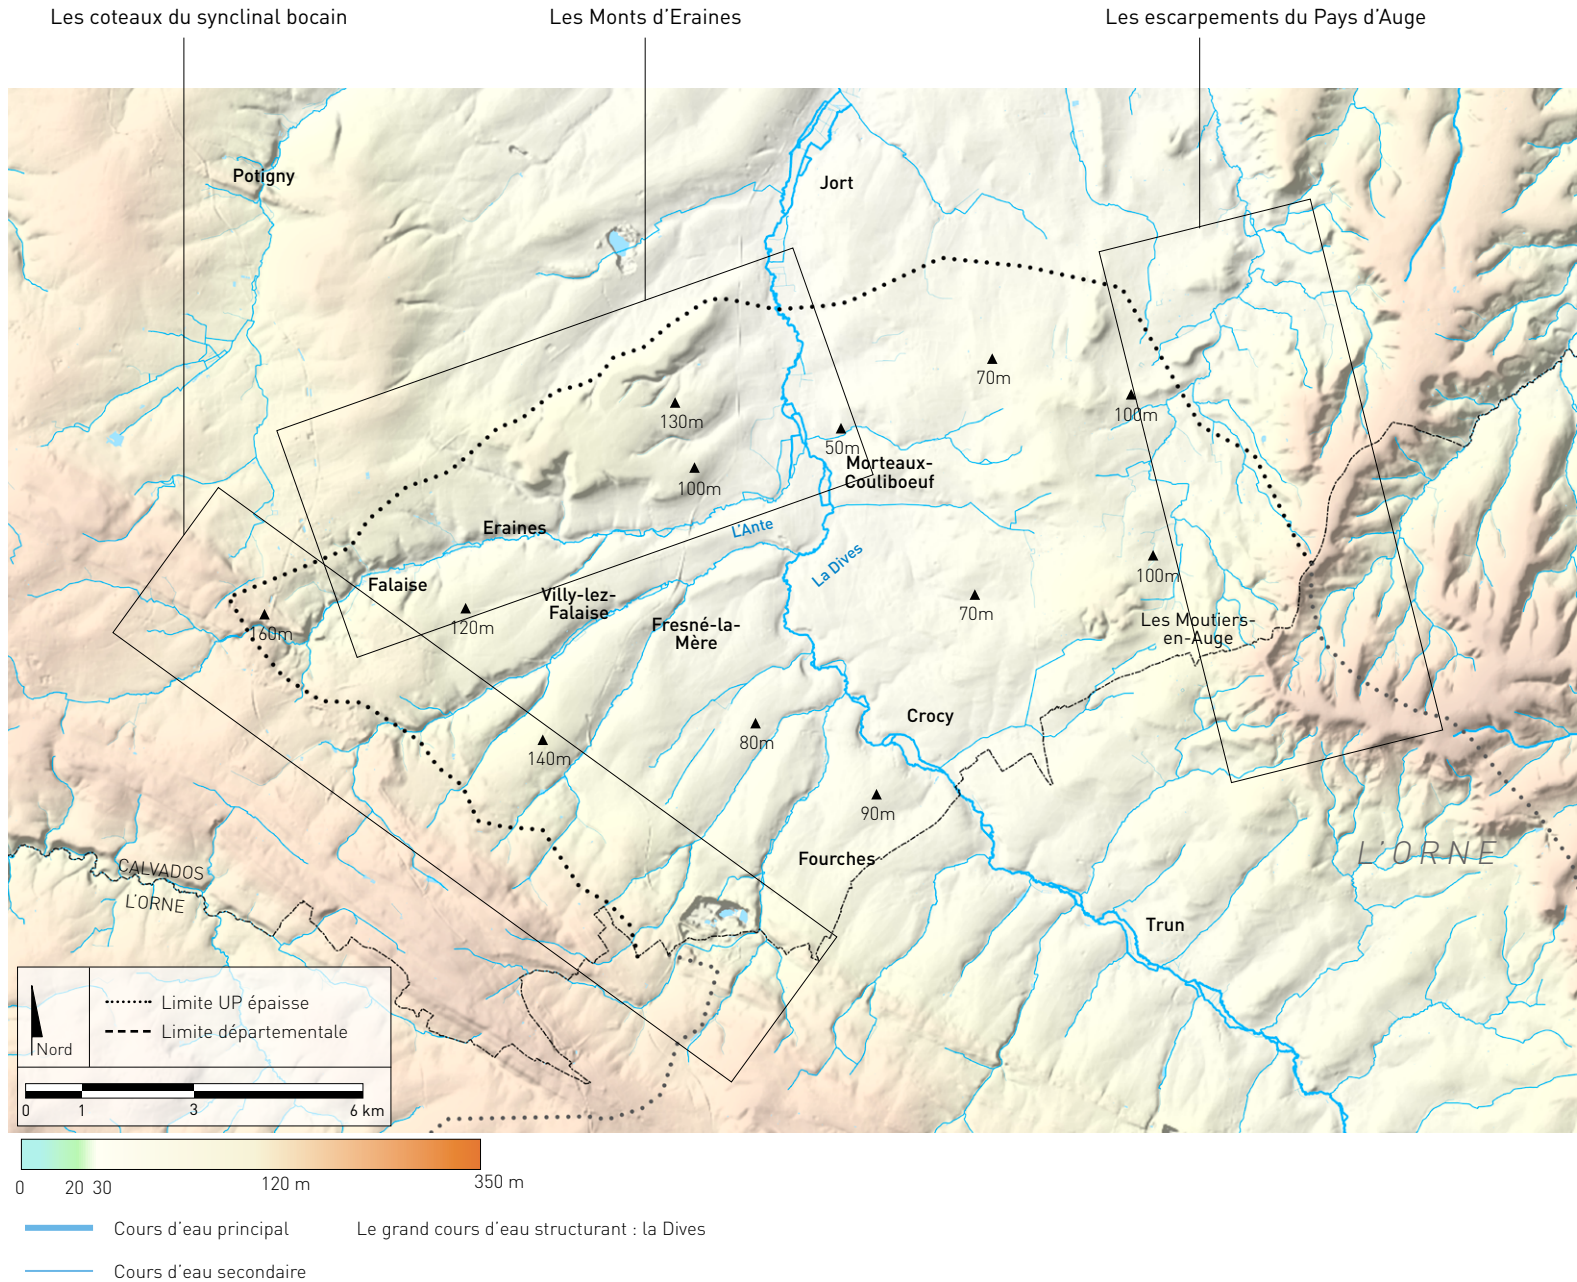 Les coteaux du synclinal bocain
Les Monts d'Eraines
Les escarpements du Pays d'Auge
Potigny
Jort
70m
130m
100m
50m
Morteaux-
Couliboeuf
100m
Eraines
L'Ante
La Dives
Falaise
Villy-lez-
Falaise
100m
70m
120m
160m
Fresné-la-
Mère
Les Moutiers-
en-Auge
Crocy
80m
140m
90m
Fourches
L'ORNE
CALVADOS
L'ORNE
Trun
Limite UP épaisse
Limite départementale
Nord
0 1 3 6 km
0 20 30 120 m 350 m
Cours d'eau principal
Le grand cours d'eau structurant : la Dives
Cours d'eau secondaire